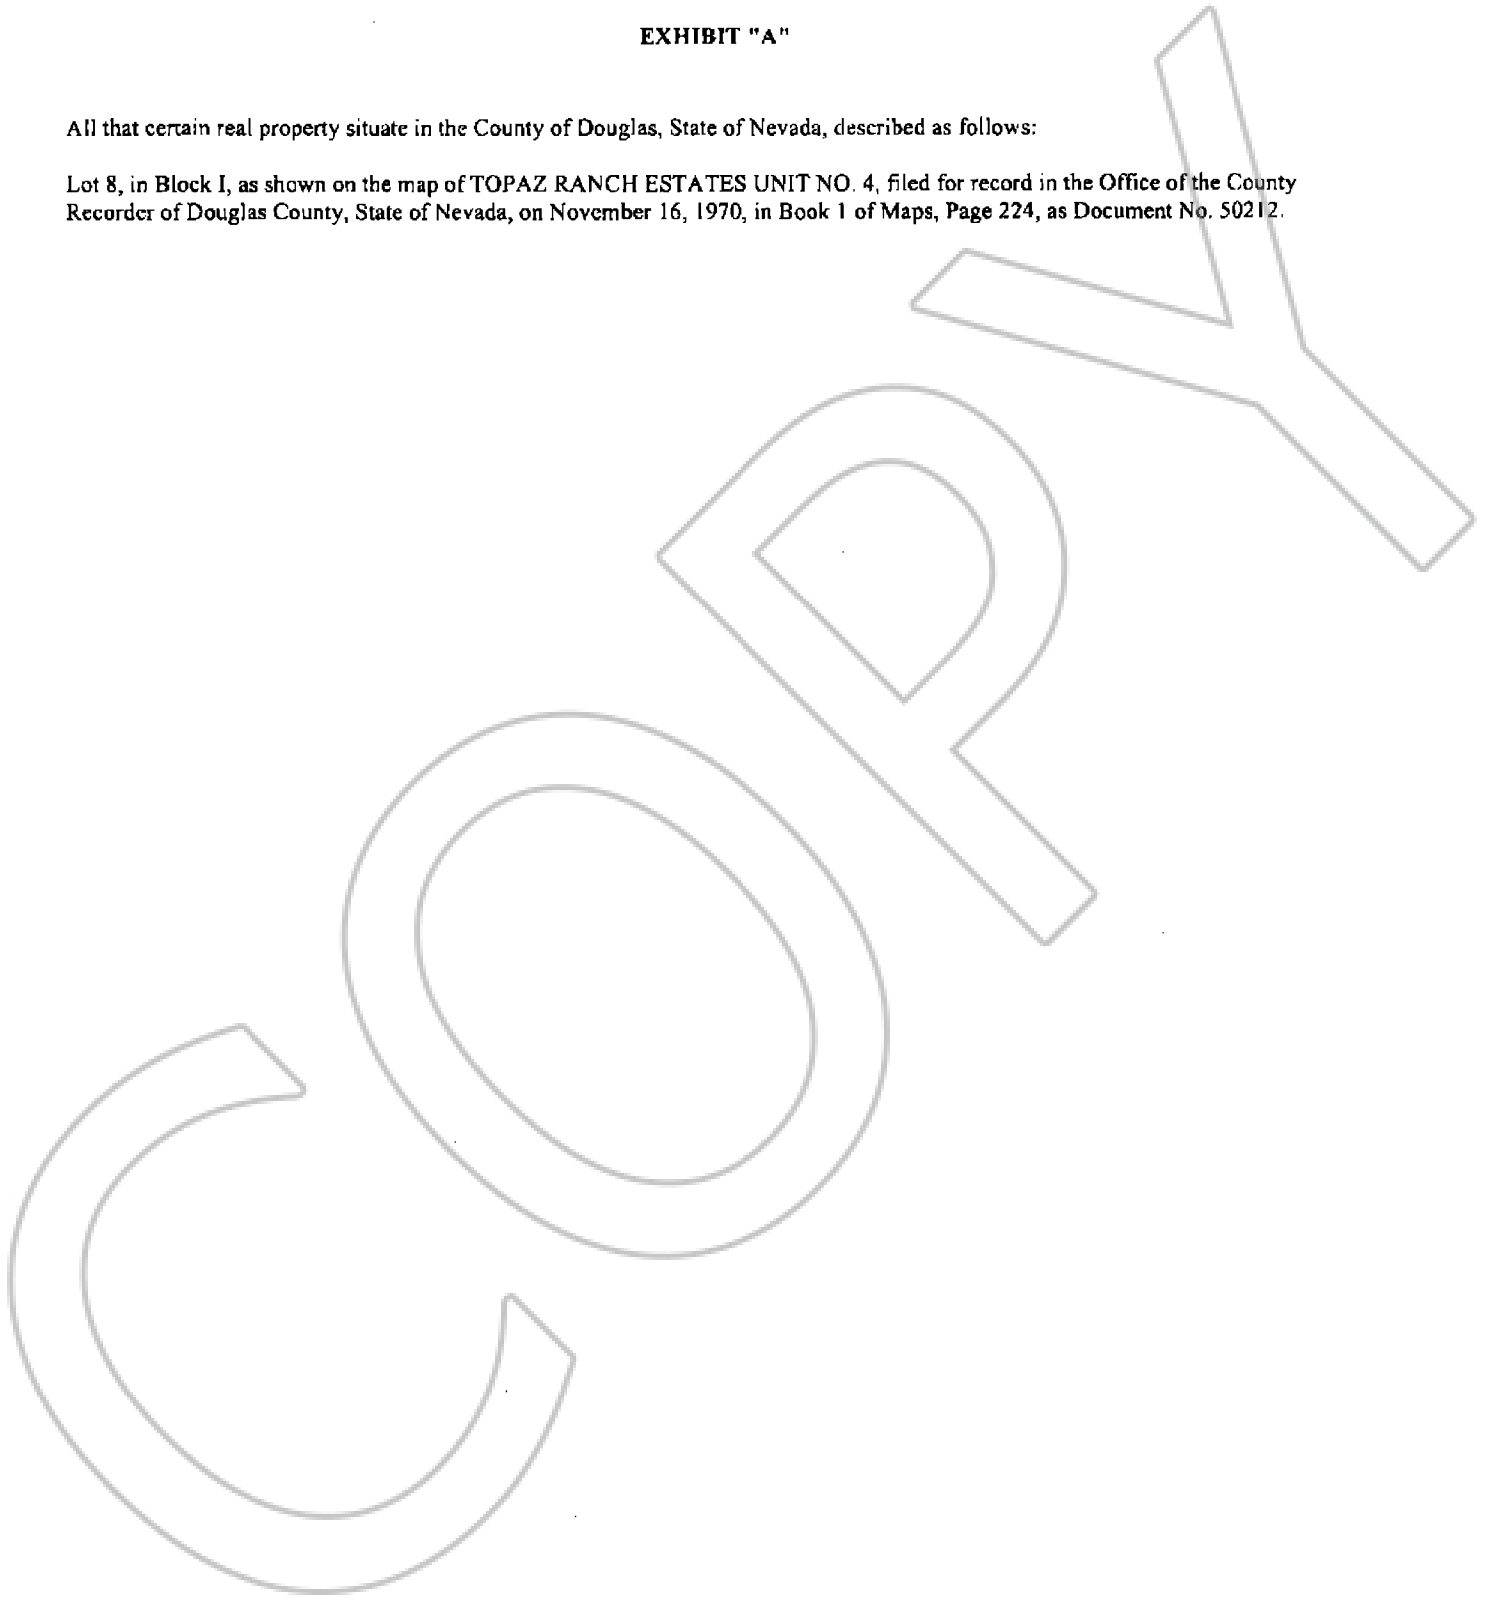 EXHIBIT "A"
All that certain real property situate in the County of Douglas, State of Nevada, described as follows:
Lot 8, in Block I, as shown on the map of TOPAZ RANCH ESTATES UNIT NO. 4, filed for record in the Office of the County
Recorder of Douglas County, State of Nevada, on November 16, 1970, in Book 1 of Maps, Page 224, as Document No. 50212.
COPY